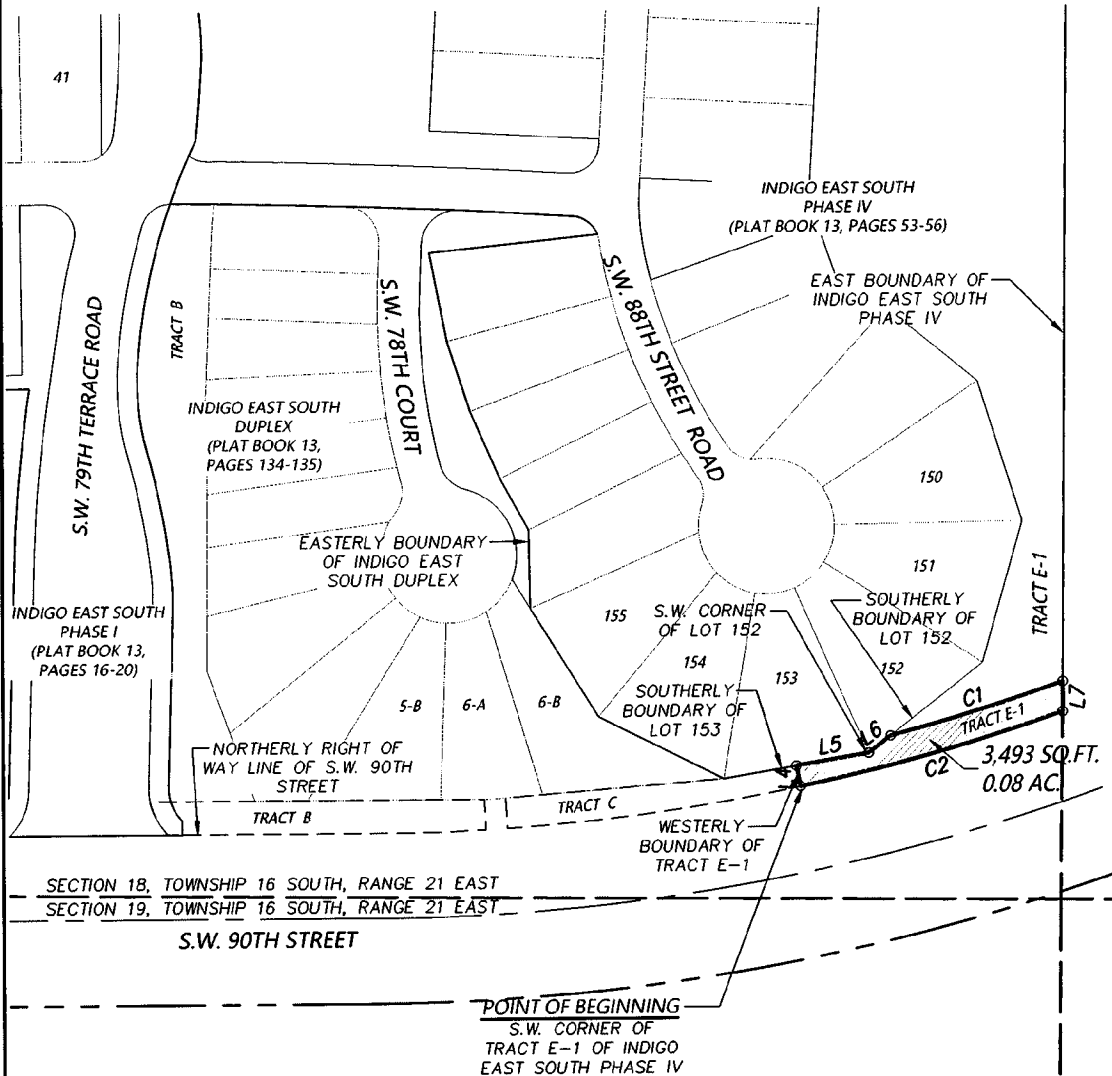 41
INDIGO EAST SOUTH
PHASE IV
(PLAT BOOK 13, PAGES 53-56)
EAST BOUNDARY OF
INDIGO EAST SOUTH
PHASE IV
S.W. 79TH TERRACE ROAD
TRACT B
S.W. 78TH COURT
S.W. 88TH STREET ROAD
INDIGO EAST SOUTH
DUPLEX
(PLAT BOOK 13,
PAGES 134-135)
150
EASTERLY BOUNDARY
OF INDIGO EAST
SOUTH DUPLEX
151
TRACT E-1
INDIGO EAST SOUTH
PHASE I
(PLAT BOOK 13,
PAGES 16-20)
155
S.W. CORNER
OF LOT 152
SOUTHERLY
BOUNDARY OF
LOT 152
154
153
152
5-B
6-A
6-B
SOUTHERLY
BOUNDARY OF
LOT 153
C1
L7
L6
L5
TRACT E-1
C2
3,493 SQ.FT.
0.08 AC.
NORTHERLY RIGHT OF
WAY LINE OF S.W. 90TH
STREET
TRACT B
TRACT C
WESTERLY
BOUNDARY OF
TRACT E-1
SECTION 18, TOWNSHIP 16 SOUTH, RANGE 21 EAST
SECTION 19, TOWNSHIP 16 SOUTH, RANGE 21 EAST
S.W. 90TH STREET
POINT OF BEGINNING
S.W. CORNER OF
TRACT E-1 OF INDIGO
EAST SOUTH PHASE IV